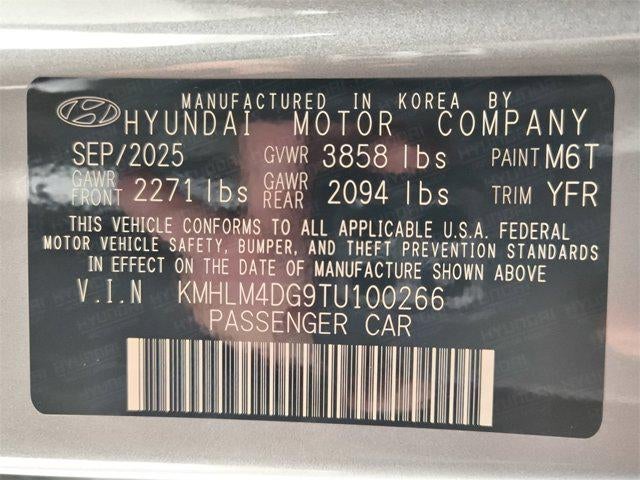 MANUFACTURED IN KOREA BY
HYUNDAI MOTOR COMPANY
SEP/2025 GVWR 3858 lbs PAINT M6T
GAWR FRONT 2271 lbs GAWR REAR 2094 lbs TRIM YFR
THIS VEHICLE CONFORMS TO ALL APPLICABLE U.S.A. FEDERAL
MOTOR VEHICLE SAFETY, BUMPER, AND THEFT PREVENTION STANDARDS
IN EFFECT ON THE DATE OF MANUFACTURE SHOWN ABOVE
V.I.N KMHLM4DG9TU100266
PASSENGER CAR